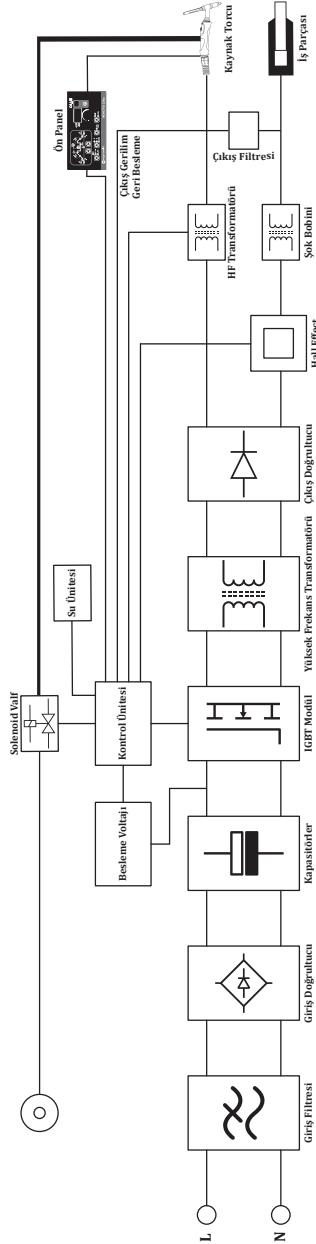 L
N
Giriş Filtresi
Giriş Doğrultucu
Kapasitörler
IGBT Modül
Yüksek Frekans Transformatörü
Çıkış Doğrultucu
Hall Effect
HF Transformatörü
Şok Bobini
Çıkış Filtresi
Kaynak Torcu
İş Parçası
Besleme Voltajı
Kontrol Ünitesi
Su Ünitesi
Solenoid Valf
Ön Panel
Çıkış Gerilim
Geri Besleme